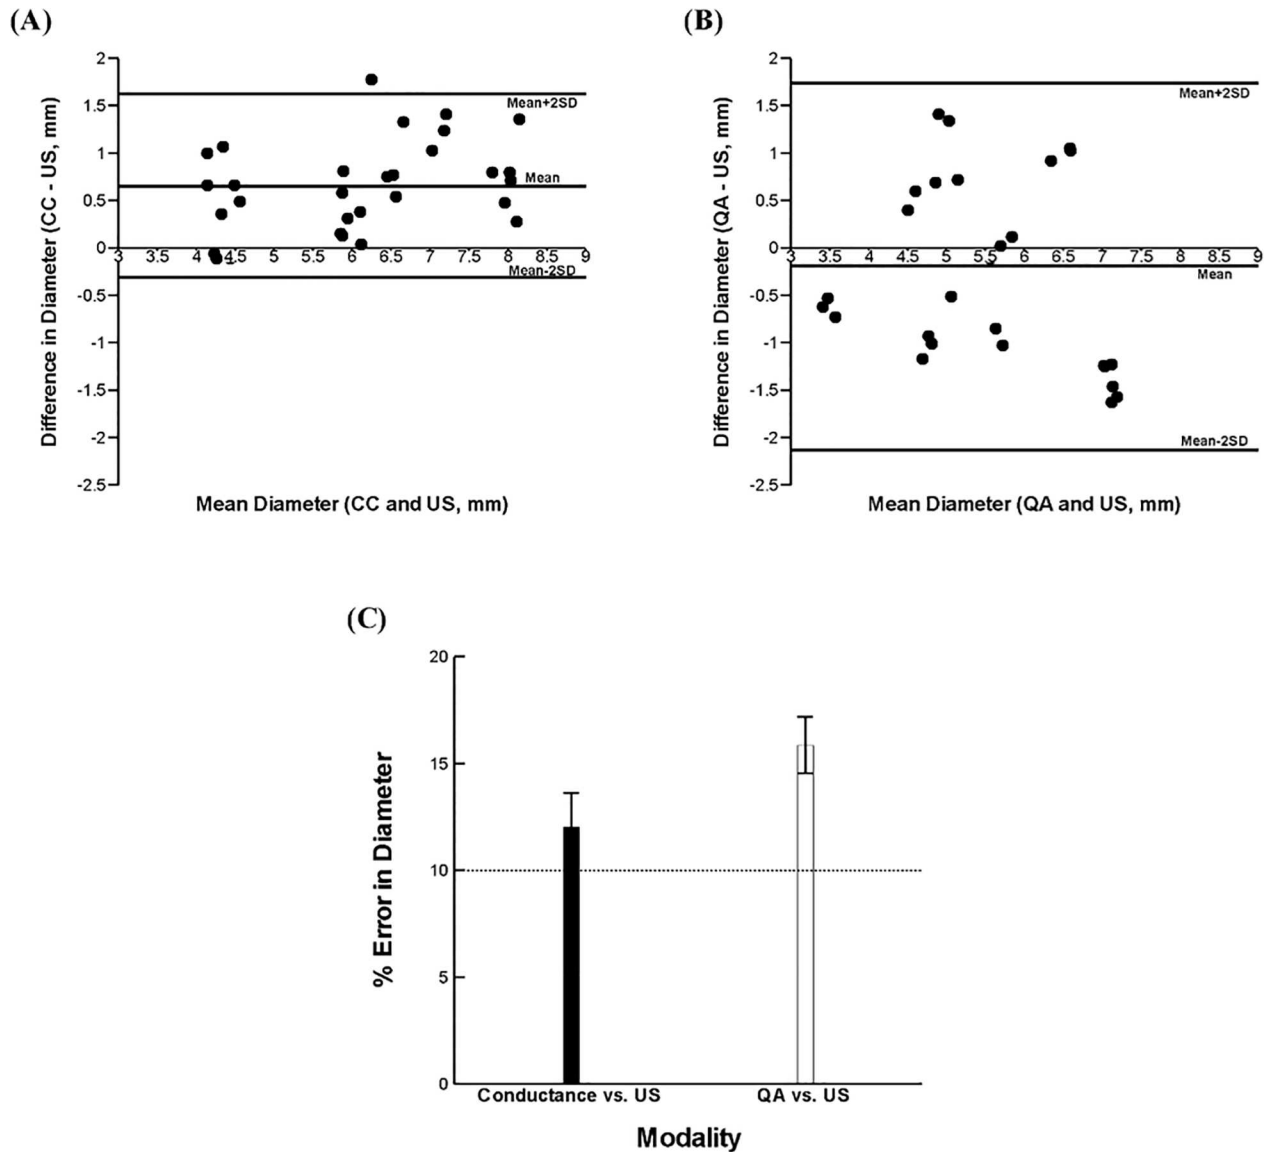 (A)
(B)
2
1.5
1
0.5
0
-0.5
-1
-1.5
-2
-2.5
Difference in Diameter (CC - US, mm)
Mean+2SD
Mean
3 3.5 4 4.5 5 5.5 6 6.5 7 7.5 8 8.5 9
Mean-2SD
Mean Diameter (CC and US, mm)
2
1.5
1
0.5
0
-0.5
-1
-1.5
-2
-2.5
Difference in Diameter (QA - US, mm)
Mean+2SD
3 3.5 4 4.5 5 5.5 6 6.5 7 7.5 8 8.5 9
Mean
Mean-2SD
Mean Diameter (QA and US, mm)
(C)
20
15
10
5
0
% Error in Diameter
Conductance vs. US QA vs. US
Modality